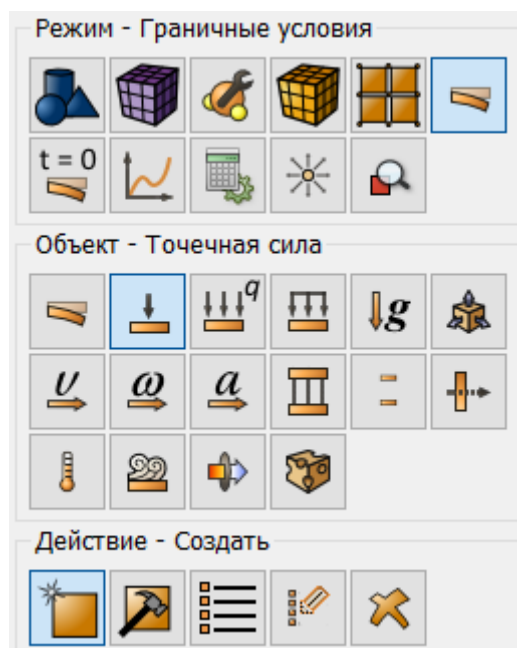 Режим - Граничные условия
t = 0
Объект - Точечная сила
q
g
υ ω a
Действие - Создать